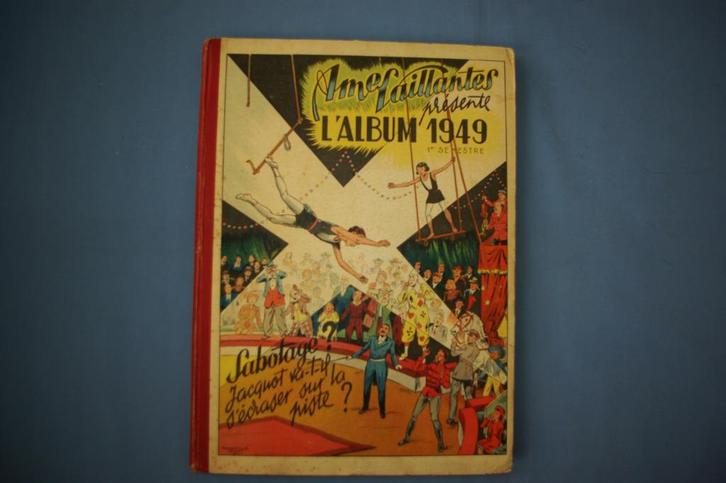 Ames Vaillantes
présente
L'ALBUM 1949
1er SEMESTRE
Sabotage ?
Jacquot va-t-il
s'écraser sur la
piste ?